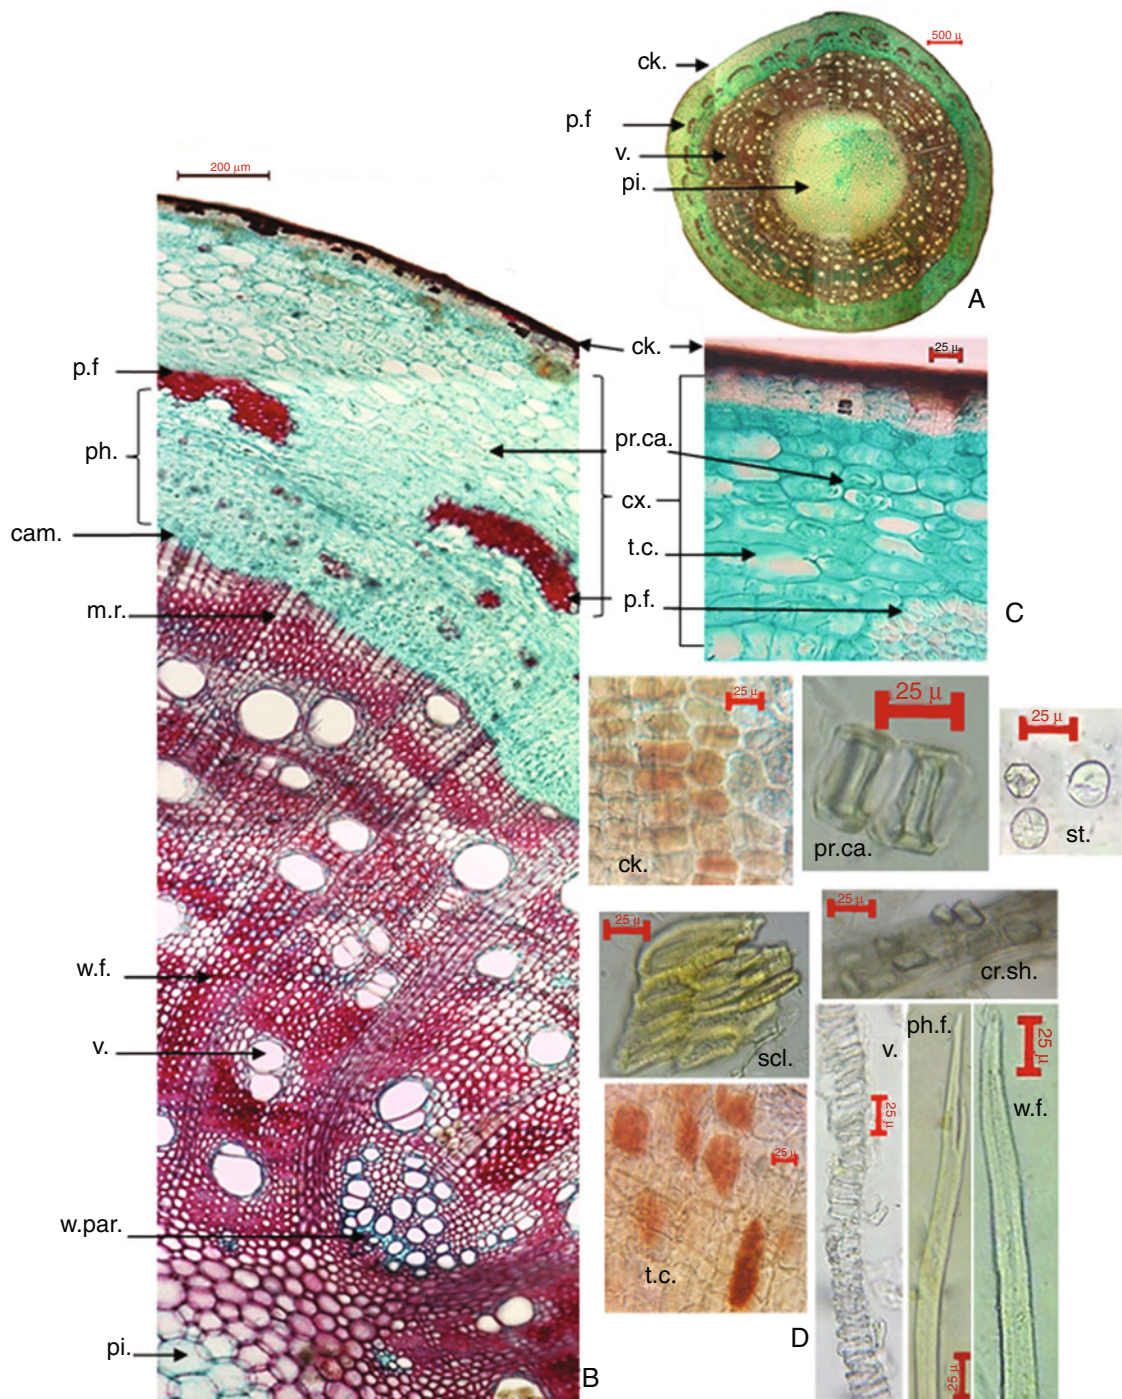 500 μ
ck.
p.f
v.
pi.
A
200 μm
ck.
25 μ
p.f
ph.
pr.ca.
cx.
cam.
t.c.
m.r.
p.f.
C
25 μ
25 μ
25 μ
ck.
pr.ca.
st.
25 μ
25 μ
cr.sh.
w.f.
scl.
v.
ph.f.
25 μ
v.
25 μ
w.f.
25 μ
w.par.
t.c.
D
pi.
B
25 μ